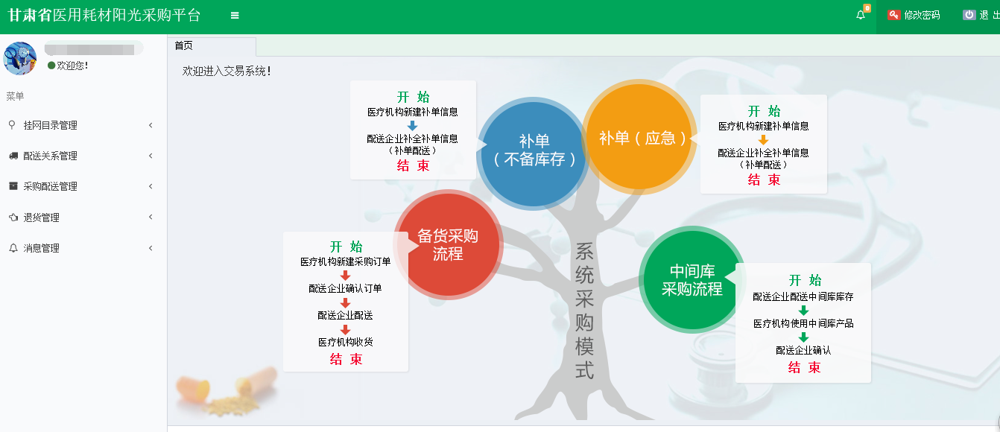 甘肃省医用耗材阳光采购平台
0
修改密码
退 出
欢迎您!
菜单
挂网目录管理
配送关系管理
采购配送管理
退货管理
消息管理
首页
欢迎进入交易系统!
开 始
医疗机构新建补单信息
配送企业补全补单信息
（补单配送）
结 束
补单
（不备库存）
补单（应急）
开 始
医疗机构新建补单信息
配送企业补全补单信息
（补单配送）
结 束
备货采购
流程
开 始
医疗机构新建采购订单
配送企业确认订单
配送企业配送
医疗机构收货
结 束
系统采购模式
中间库
采购流程
开 始
配送企业配送中间库库存
医疗机构使用中间库产品
配送企业确认
结 束